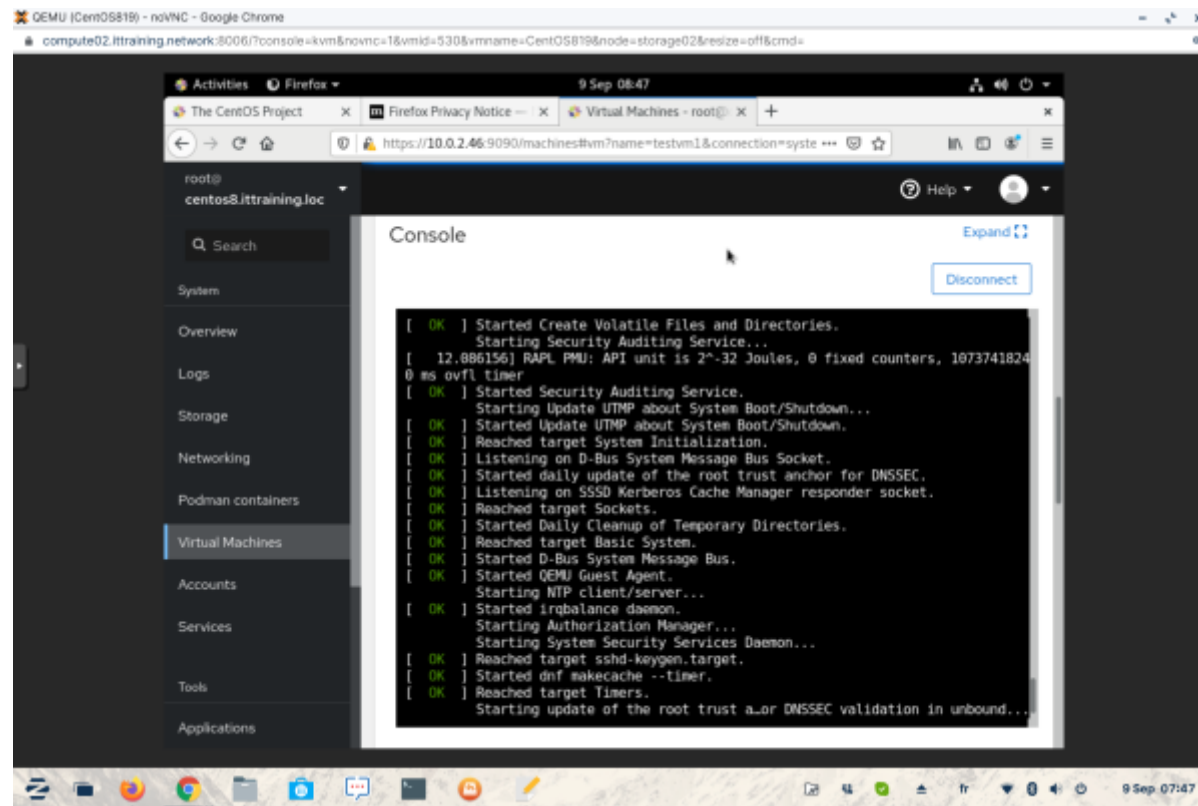 QEMU (CentOS819) - noVNC - Google Chrome
compute02.ittraining.network:8006/?console=kvm&novnc=1&vmid=530&vmname=CentOS819&node=storage02&resize=off&cmd=
Activities Firefox 9 Sep 08:47
The CentOS Project Firefox Privacy Notice — Virtual Machines - root@
https://10.0.2.46:9090/machines#vm?name=testvm1&connection=syste
root@
centos8.ittraining.loc
Help
Search
Console
Expand
Disconnect
System
Overview
Logs
Storage
Networking
Podman containers
Virtual Machines
Accounts
Services
Tools
Applications
[ OK ] Started Create Volatile Files and Directories.
Starting Security Auditing Service...
[ 12.086156] RAPL PMU: API unit is 2^-32 Joules, 0 fixed counters, 1073741824
0 ms ovfl timer
[ OK ] Started Security Auditing Service.
Starting Update UTMP about System Boot/Shutdown...
[ OK ] Started Update UTMP about System Boot/Shutdown.
[ OK ] Reached target System Initialization.
[ OK ] Listening on D-Bus System Message Bus Socket.
[ OK ] Started daily update of the root trust anchor for DNSSEC.
[ OK ] Listening on SSSD Kerberos Cache Manager responder socket.
[ OK ] Reached target Sockets.
[ OK ] Started Daily Cleanup of Temporary Directories.
[ OK ] Reached target Basic System.
[ OK ] Started D-Bus System Message Bus.
[ OK ] Started QEMU Guest Agent.
Starting NTP client/server...
[ OK ] Started irqbalance daemon.
Starting Authorization Manager...
Starting System Security Services Daemon...
[ OK ] Reached target sshd-keygen.target.
[ OK ] Started dnf makecache --timer.
[ OK ] Reached target Timers.
Starting update of the root trust a…or DNSSEC validation in unbound...
fr 9 Sep 07:47